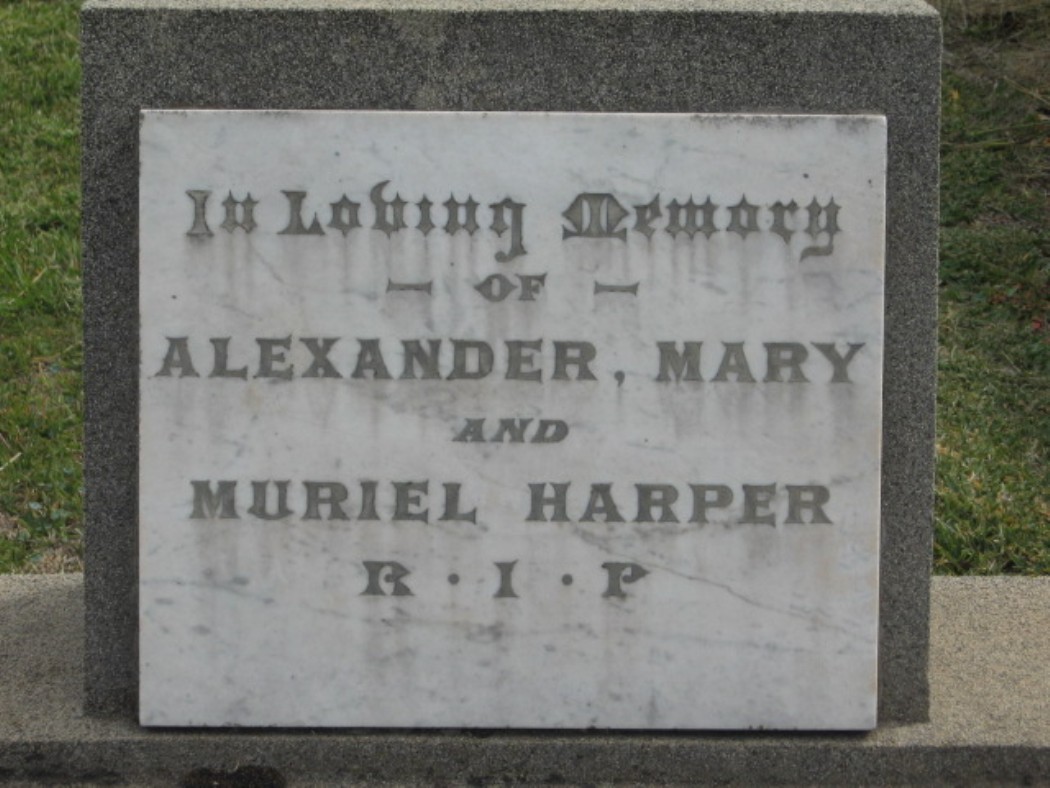 In Loving Memory
— OF —
ALEXANDER, MARY
AND
MURIEL HARPER
R · I · P